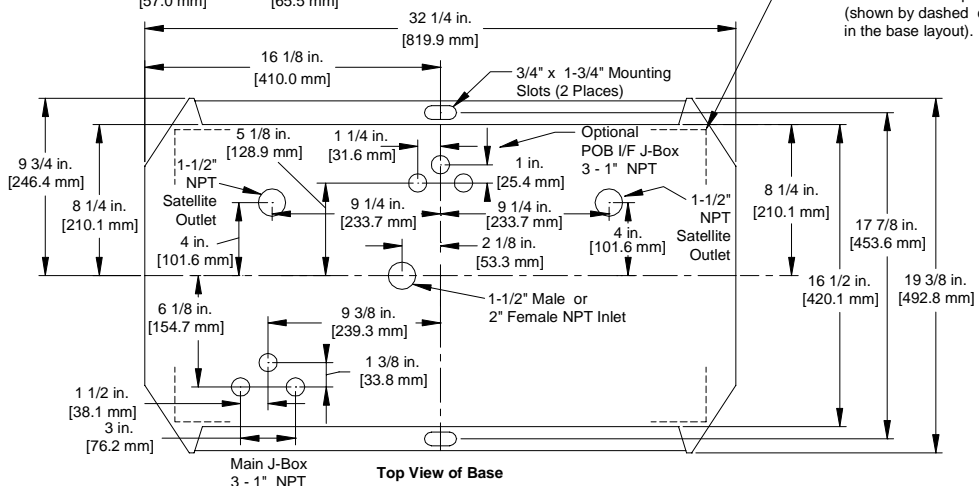 [57.0 mm]
[65.5 mm]
(shown by dashed
in the base layout).
32 1/4 in.
[819.9 mm]
16 1/8 in.
[410.0 mm]
3/4" x 1-3/4" Mounting
Slots (2 Places)
9 3/4 in.
[246.4 mm]
8 1/4 in.
[210.1 mm]
1-1/2"
NPT
Satellite
Outlet
4 in.
[101.6 mm]
5 1/8 in.
[128.9 mm]
1 1/4 in.
[31.6 mm]
Optional
POB I/F J-Box
3 - 1" NPT
1 in.
[25.4 mm]
9 1/4 in.
[233.7 mm]
9 1/4 in.
[233.7 mm]
1-1/2"
NPT
Satellite
Outlet
4 in.
[101.6 mm]
8 1/4 in.
[210.1 mm]
17 7/8 in.
[453.6 mm]
16 1/2 in.
[420.1 mm]
19 3/8 in.
[492.8 mm]
2 1/8 in.
[53.3 mm]
1-1/2" Male or
2" Female NPT Inlet
6 1/8 in.
[154.7 mm]
9 3/8 in.
[239.3 mm]
1 3/8 in.
[33.8 mm]
1 1/2 in.
[38.1 mm]
3 in.
[76.2 mm]
Main J-Box
3 - 1" NPT
Top View of Base